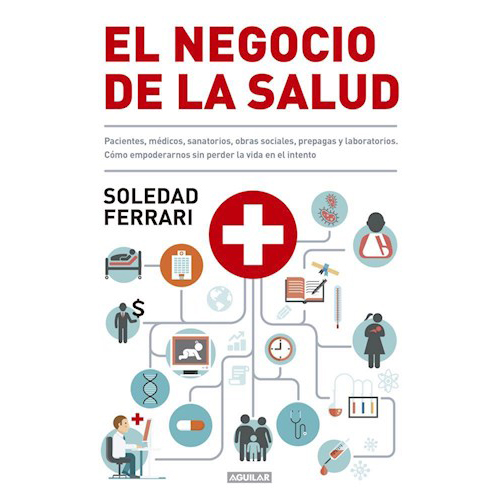 EL NEGOCIO
DE LA SALUD
Pacientes, médicos, sanatorios, obras sociales, prepagas y laboratorios.
Cómo empoderarnos sin perder la vida en el intento
SOLEDAD
FERRARI
$
AGUILAR